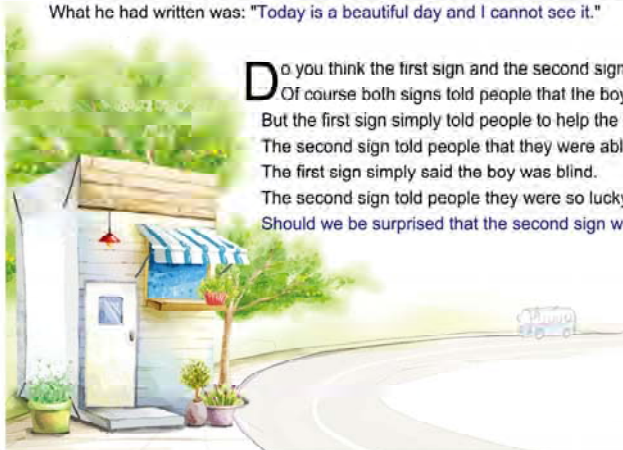 What he had written was: "Today is a beautiful day and I cannot see it."
Do you think the first sign and the second sign
Of course both signs told people that the boy
But the first sign simply told people to help the
The second sign told people that they were abl
The first sign simply said the boy was blind.
The second sign told people they were so lucky
Should we be surprised that the second sign w